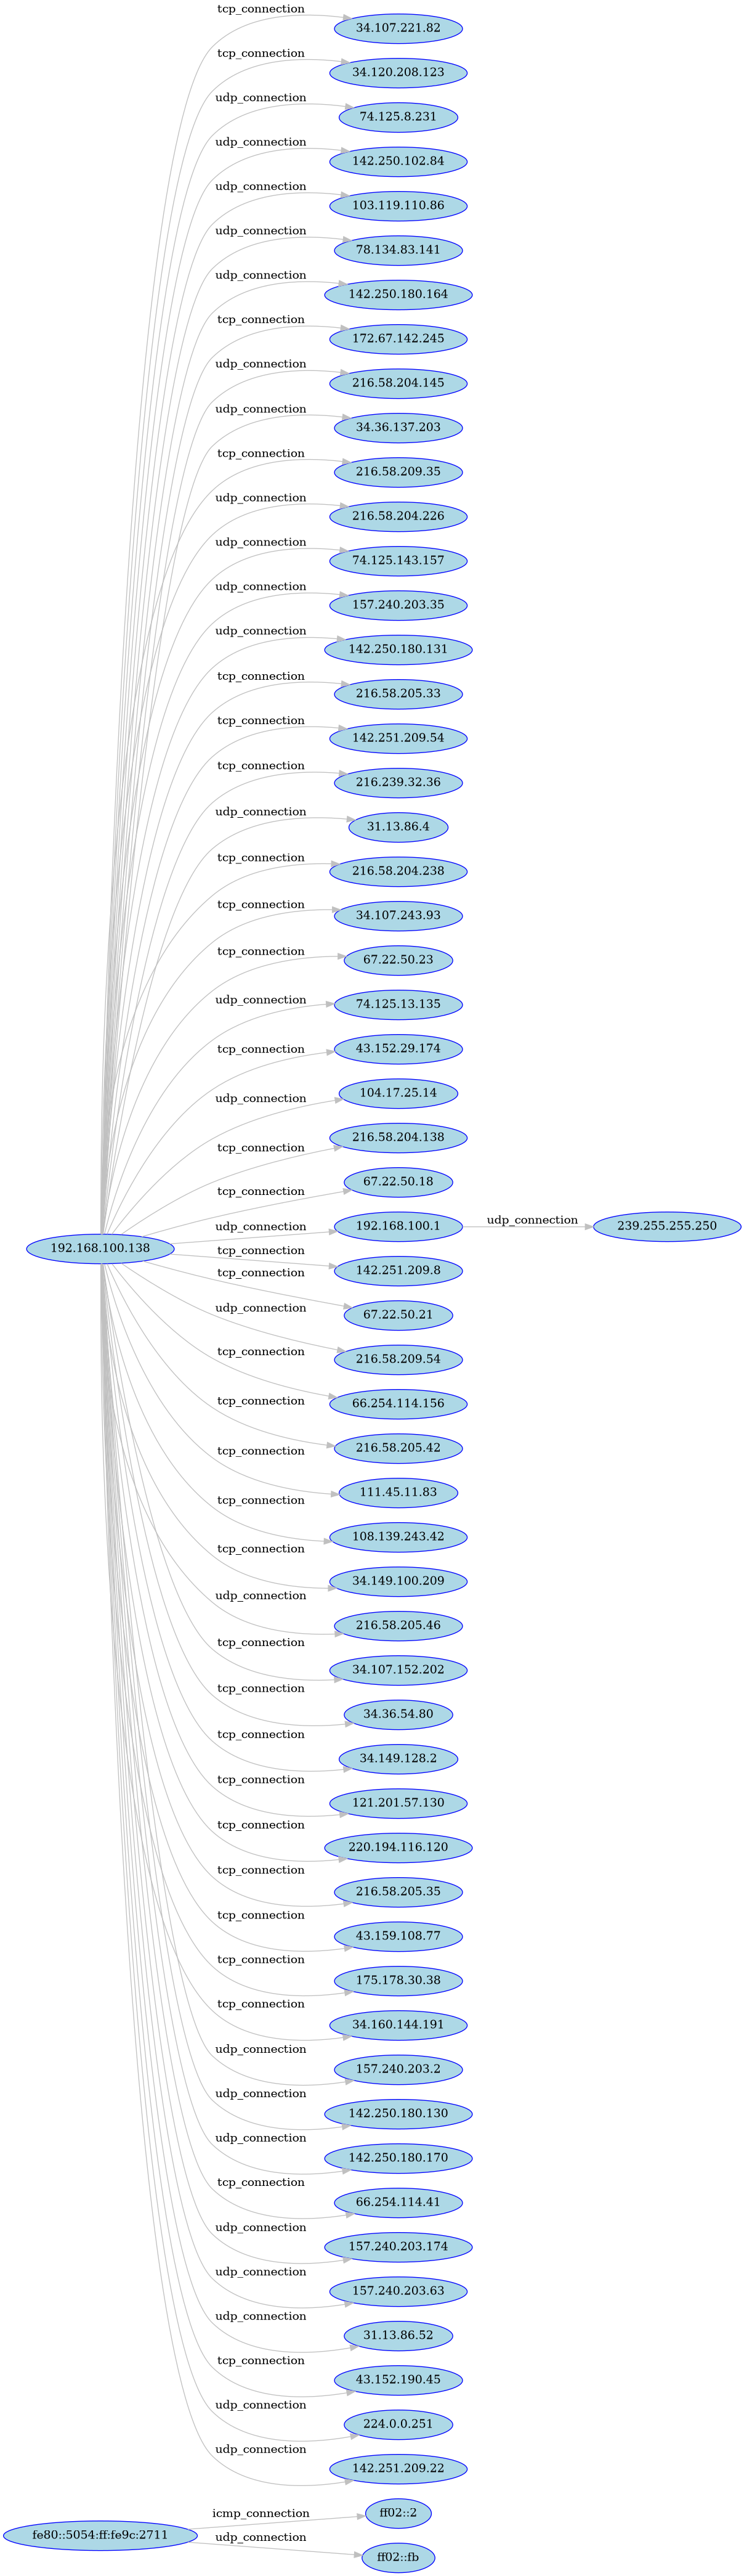 tcp_connection
34.107.221.82
tcp_connection
34.120.208.123
udp_connection
74.125.8.231
udp_connection
142.250.102.84
udp_connection
103.119.110.86
udp_connection
78.134.83.141
udp_connection
142.250.180.164
tcp_connection
172.67.142.245
udp_connection
216.58.204.145
udp_connection
34.36.137.203
tcp_connection
216.58.209.35
udp_connection
216.58.204.226
udp_connection
74.125.143.157
udp_connection
157.240.203.35
udp_connection
142.250.180.131
tcp_connection
216.58.205.33
tcp_connection
142.251.209.54
tcp_connection
216.239.32.36
udp_connection
31.13.86.4
tcp_connection
216.58.204.238
tcp_connection
34.107.243.93
tcp_connection
67.22.50.23
udp_connection
74.125.13.135
tcp_connection
43.152.29.174
udp_connection
104.17.25.14
tcp_connection
216.58.204.138
tcp_connection
67.22.50.18
192.168.100.138
udp_connection
192.168.100.1
udp_connection
239.255.255.250
tcp_connection
142.251.209.8
tcp_connection
67.22.50.21
udp_connection
216.58.209.54
tcp_connection
66.254.114.156
tcp_connection
216.58.205.42
tcp_connection
111.45.11.83
tcp_connection
108.139.243.42
tcp_connection
34.149.100.209
udp_connection
216.58.205.46
tcp_connection
34.107.152.202
tcp_connection
34.36.54.80
tcp_connection
34.149.128.2
tcp_connection
121.201.57.130
tcp_connection
220.194.116.120
tcp_connection
216.58.205.35
tcp_connection
43.159.108.77
tcp_connection
175.178.30.38
tcp_connection
34.160.144.191
udp_connection
157.240.203.2
udp_connection
142.250.180.130
udp_connection
142.250.180.170
tcp_connection
66.254.114.41
udp_connection
157.240.203.174
udp_connection
157.240.203.63
udp_connection
31.13.86.52
tcp_connection
43.152.190.45
udp_connection
224.0.0.251
udp_connection
142.251.209.22
fe80::5054:ff:fe9c:2711
icmp_connection
ff02::2
udp_connection
ff02::fb